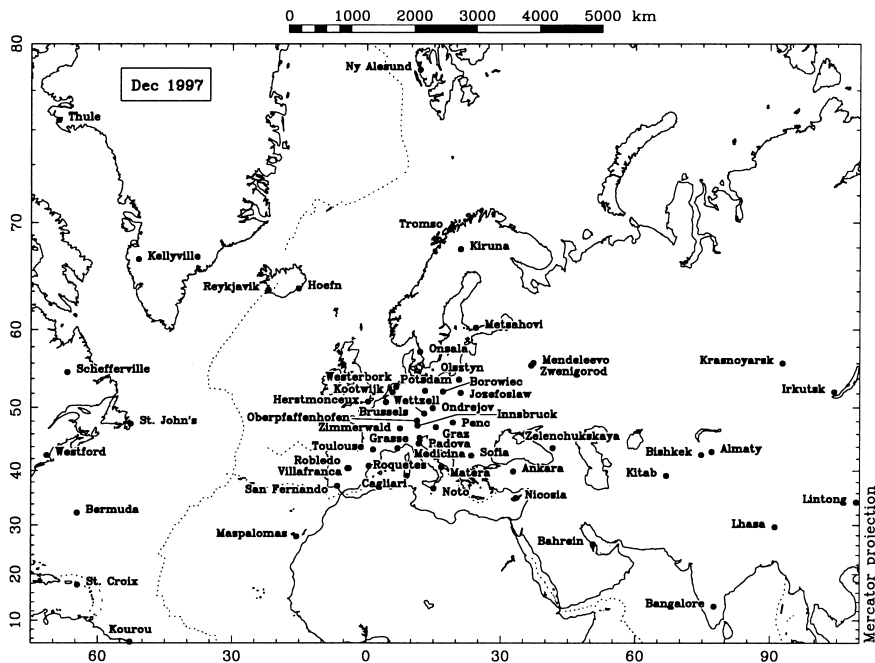 0 1000 2000 3000 4000 5000 km
80
Dec 1997
Ny Alesund
Thule
70
Tromso
Kiruna
Kellyville
Reykjavik
Hoefn
60
Metsahovi
Onsala
Mendeleevo
Zwenigorod
Krasnoyarsk
Schefferville
Westerbork
Potsdam
Olsztyn
Borowiec
Irkutsk
Kootwijk
Herstmonceux
Wettzell
Jozefoslaw
50
Brussels
Ondrejov
Innsbruck
St. John's
Oberpfaffenhofen
Zimmerwald
Penc
Grasse
Graz
Zelenchukskaya
Westford
Toulouse
Padova
Bishkek
Almaty
Medicina
Sofia
Robledo
Roquetes
Villafranca
Matera
Ankara
Kitab
40
Cagliari
San Fernando
Noto
Nicosia
Lintong
Bermuda
30
Lhasa
Maspalomas
Bahrein
20
St. Croix
Bangalore
10
Kourou
60 30 0 30 60 90
Mercator projection